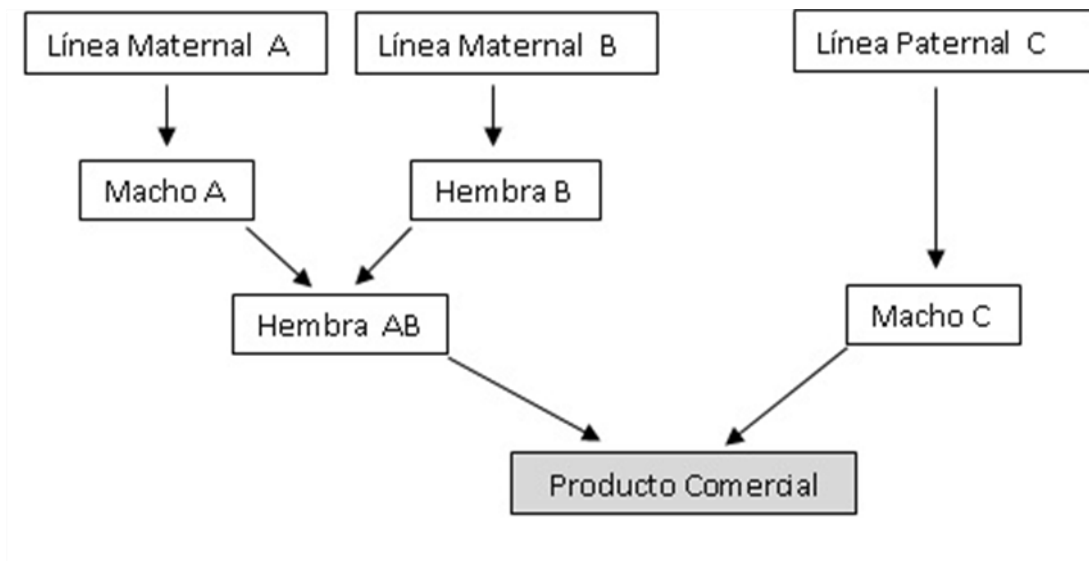 Línea Maternal A
Línea Maternal B
Línea Paternal C
Macho A
Hembra B
Hembra AB
Macho C
Producto Comercial